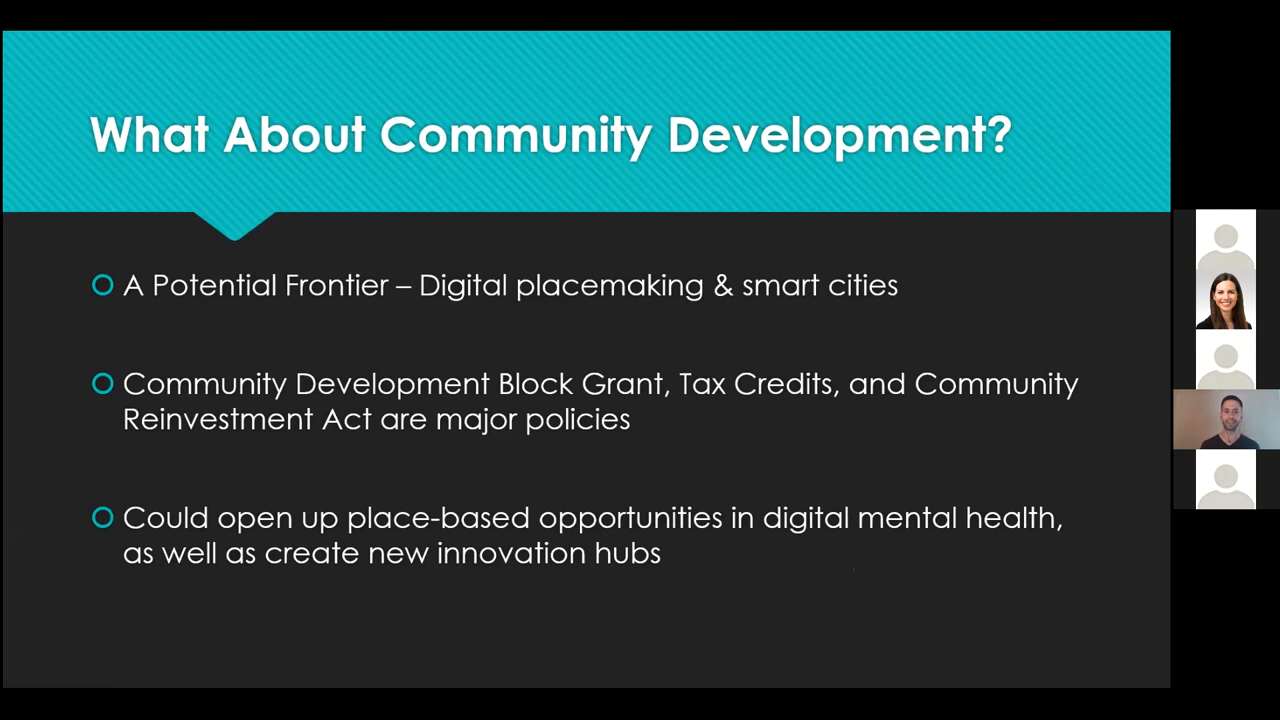 What About Community Development?
A Potential Frontier – Digital placemaking & smart cities
Community Development Block Grant, Tax Credits, and Community
Reinvestment Act are major policies
Could open up place-based opportunities in digital mental health,
as well as create new innovation hubs